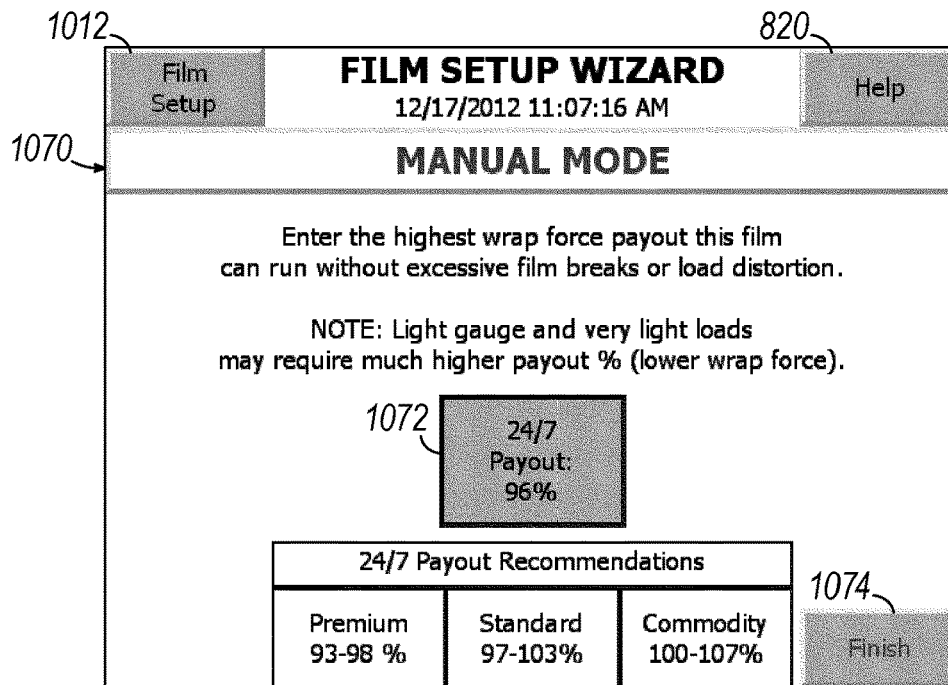 1012
820
Film
Setup
FILM SETUP WIZARD
12/17/2012 11:07:16 AM
Help
1070
MANUAL MODE
Enter the highest wrap force payout this film
can run without excessive film breaks or load distortion.
NOTE: Light gauge and very light loads
may require much higher payout % (lower wrap force).
1072
24/7
Payout:
96%
24/7 Payout Recommendations
1074
Premium
93-98 %
Standard
97-103%
Commodity
100-107%
Finish